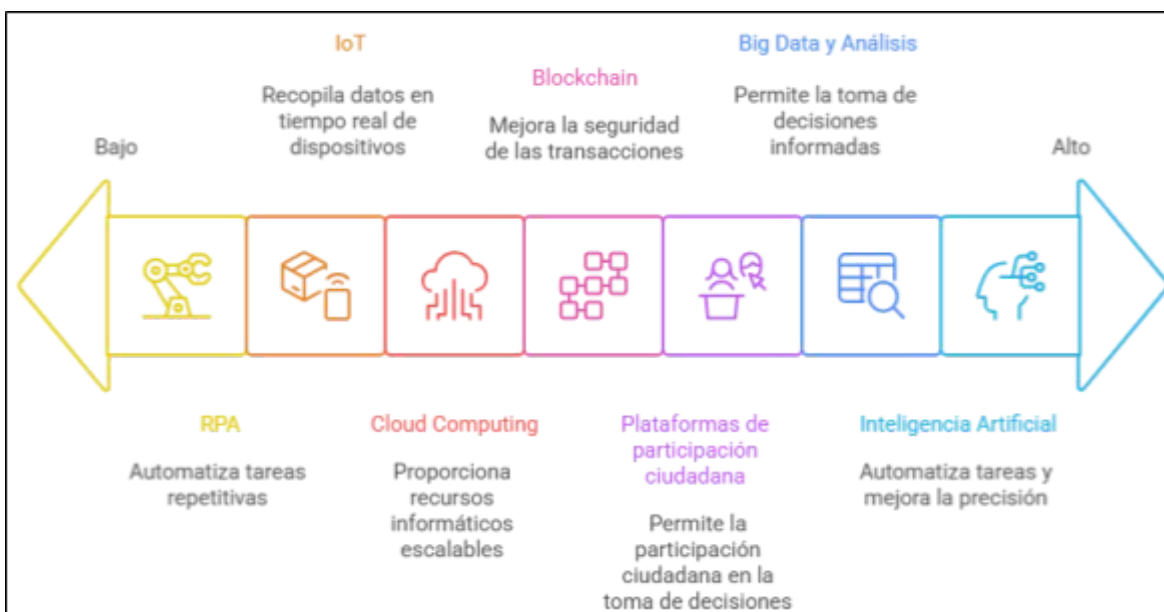 IoT
Recopila datos en
tiempo real de
dispositivos
Blockchain
Mejora la seguridad
de las transacciones
Big Data y Análisis
Permite la toma de
decisiones
informadas
Bajo
Alto
RPA
Automatiza tareas
repetitivas
Cloud Computing
Proporciona
recursos
informáticos
escalables
Plataformas de
participación
ciudadana
Permite la
participación
ciudadana en la
toma de decisiones
Inteligencia Artificial
Automatiza tareas y
mejora la precisión